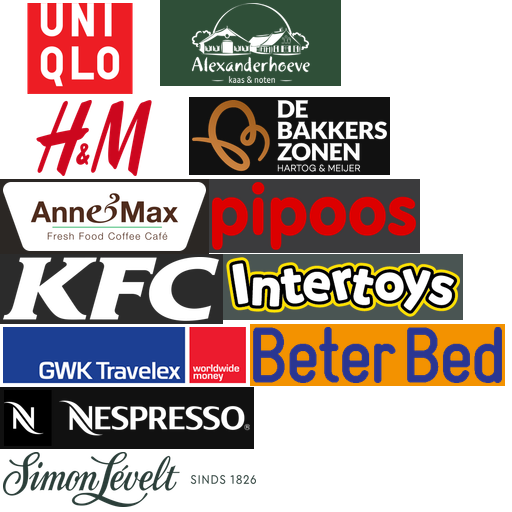 UNI
QLO
Alexanderhoeve
kaas & noten
H&M
DE
BAKKERS
ZONEN
HARTOG & MEIJER
Anne&Max
Fresh Food Coffee Café
pipoos
KFC
Intertoys
GWK Travelex
worldwide
money
Beter Bed
N NESPRESSO®
Simon Lévelt SINDS 1826